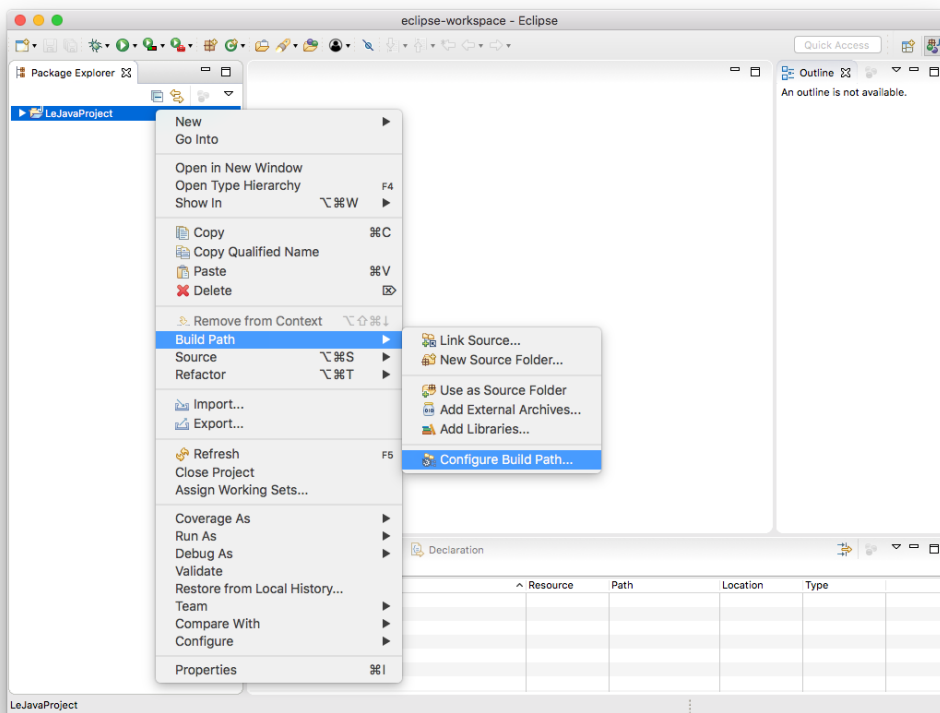 eclipse-workspace - Eclipse
Quick Access
Package Explorer
Outline
An outline is not available.
LeJavaProject
New
Go Into
Open in New Window
Open Type Hierarchy F4
Show In ⌥⌘W
Copy ⌘C
Copy Qualified Name
Paste ⌘V
Delete ⌦
Remove from Context ⌥⇧⌘↓
Build Path
Source ⌥⌘S
Refactor ⌥⌘T
Import...
Export...
Refresh F5
Close Project
Assign Working Sets...
Coverage As
Run As
Debug As
Validate
Restore from Local History...
Team
Compare With
Configure
Properties ⌘I
Link Source...
New Source Folder...
Use as Source Folder
Add External Archives...
Add Libraries...
Configure Build Path...
Declaration
Resource Path Location Type
LeJavaProject